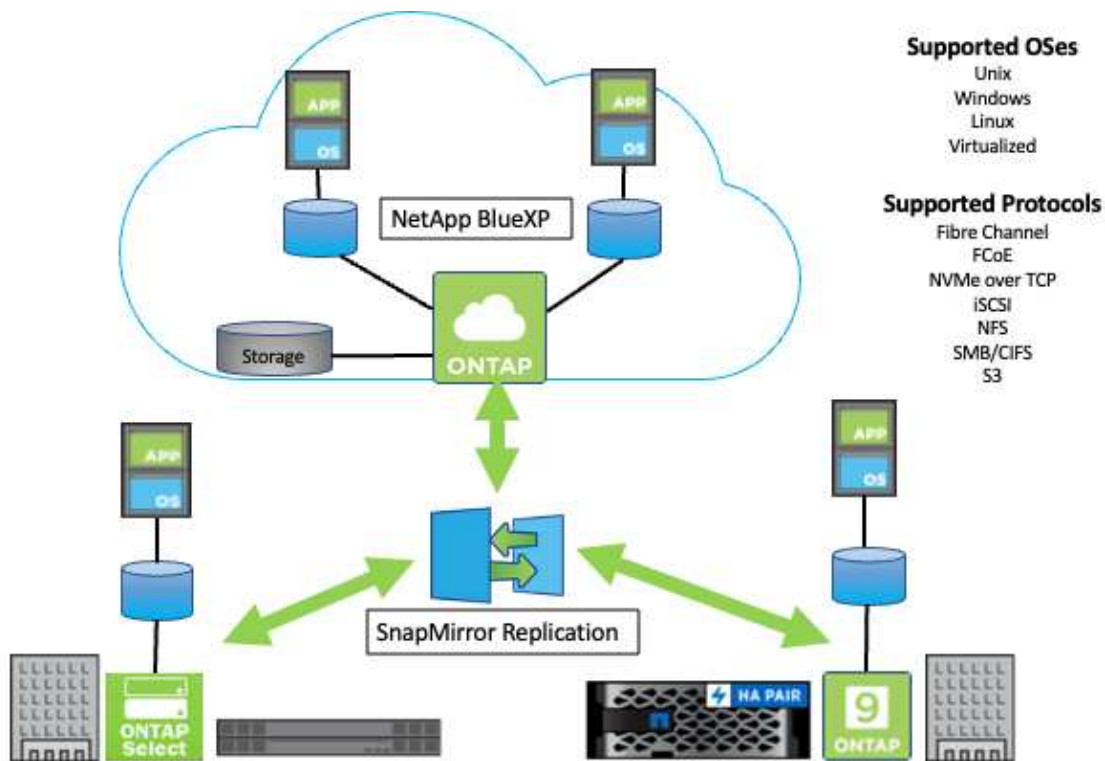 Supported OSes
Unix
Windows
Linux
Virtualized
Supported Protocols
Fibre Channel
FCoE
NVMe over TCP
iSCSI
NFS
SMB/CIFS
S3
APP
OS
APP
OS
NetApp BlueXP
Storage
ONTAP
APP
OS
APP
OS
SnapMirror Replication
ONTAP
Select
HA PAIR
9
ONTAP